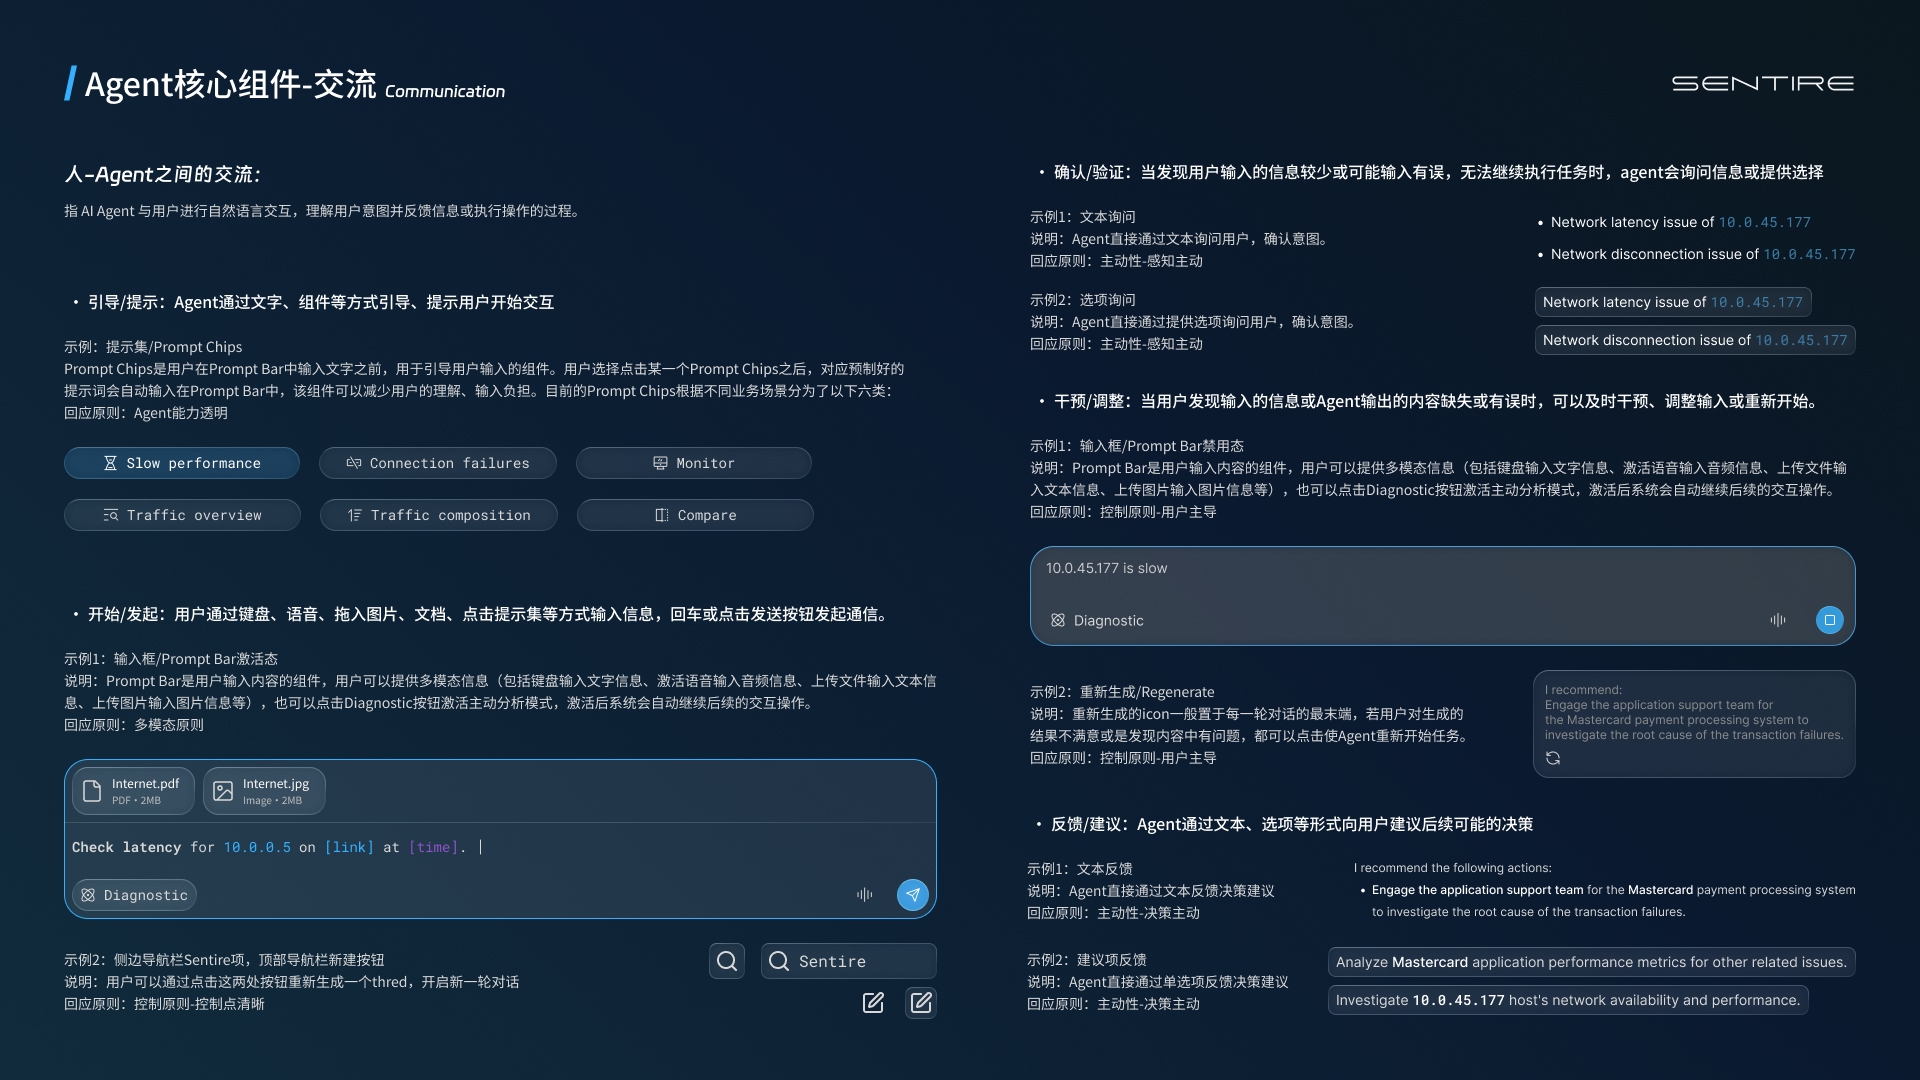 Agent核心组件-交流 Communication
SENTIRE
人-Agent之间的交流：
指 AI Agent 与用户进行自然语言交互，理解用户意图并反馈信息或执行操作的过程。
• 引导/提示：Agent通过文字、组件等方式引导、提示用户开始交互
示例：提示集/Prompt Chips
Prompt Chips是用户在Prompt Bar中输入文字之前，用于引导用户输入的组件。用户选择点击某一个Prompt Chips之后，对应预制好的
提示词会自动输入在Prompt Bar中，该组件可以减少用户的理解、输入负担。目前的Prompt Chips根据不同业务场景分为了以下六类：
回应原则：Agent能力透明
Slow performance
Connection failures
Monitor
Traffic overview
Traffic composition
Compare
• 开始/发起：用户通过键盘、语音、拖入图片、文档、点击提示集等方式输入信息，回车或点击发送按钮发起通信。
示例1：输入框/Prompt Bar激活态
说明：Prompt Bar是用户输入内容的组件，用户可以提供多模态信息（包括键盘输入文字信息、激活语音输入音频信息、上传文件输入文本信
息、上传图片输入图片信息等），也可以点击Diagnostic按钮激活主动分析模式，激活后系统会自动继续后续的交互操作。
回应原则：多模态原则
Internet.pdf
PDF • 2MB
Internet.jpg
Image • 2MB
Check latency for 10.0.0.5 on [link] at [time].
Diagnostic
示例2：侧边导航栏Sentire项，顶部导航栏新建按钮
说明：用户可以通过点击这两处按钮重新生成一个thred，开启新一轮对话
回应原则：控制原则-控制点清晰
Sentire
• 确认/验证：当发现用户输入的信息较少或可能输入有误，无法继续执行任务时，agent会询问信息或提供选择
示例1：文本询问
说明：Agent直接通过文本询问用户，确认意图。
回应原则：主动性-感知主动
• Network latency issue of 10.0.45.177
• Network disconnection issue of 10.0.45.177
示例2：选项询问
说明：Agent直接通过提供选项询问用户，确认意图。
回应原则：主动性-感知主动
Network latency issue of 10.0.45.177
Network disconnection issue of 10.0.45.177
• 干预/调整：当用户发现输入的信息或Agent输出的内容缺失或有误时，可以及时干预、调整输入或重新开始。
示例1：输入框/Prompt Bar禁用态
说明：Prompt Bar是用户输入内容的组件，用户可以提供多模态信息（包括键盘输入文字信息、激活语音输入音频信息、上传文件输
入文本信息、上传图片输入图片信息等），也可以点击Diagnostic按钮激活主动分析模式，激活后系统会自动继续后续的交互操作。
回应原则：控制原则-用户主导
10.0.45.177 is slow
Diagnostic
示例2：重新生成/Regenerate
说明：重新生成的icon一般置于每一轮对话的最末端，若用户对生成的
结果不满意或是发现内容中有问题，都可以点击使Agent重新开始任务。
回应原则：控制原则-用户主导
I recommend:
Engage the application support team for
the Mastercard payment processing system to
investigate the root cause of the transaction failures.
• 反馈/建议：Agent通过文本、选项等形式向用户建议后续可能的决策
示例1：文本反馈
说明：Agent直接通过文本反馈决策建议
回应原则：主动性-决策主动
I recommend the following actions:
• Engage the application support team for the Mastercard payment processing system
to investigate the root cause of the transaction failures.
示例2：建议项反馈
说明：Agent直接通过单选项反馈决策建议
回应原则：主动性-决策主动
Analyze Mastercard application performance metrics for other related issues.
Investigate 10.0.45.177 host's network availability and performance.